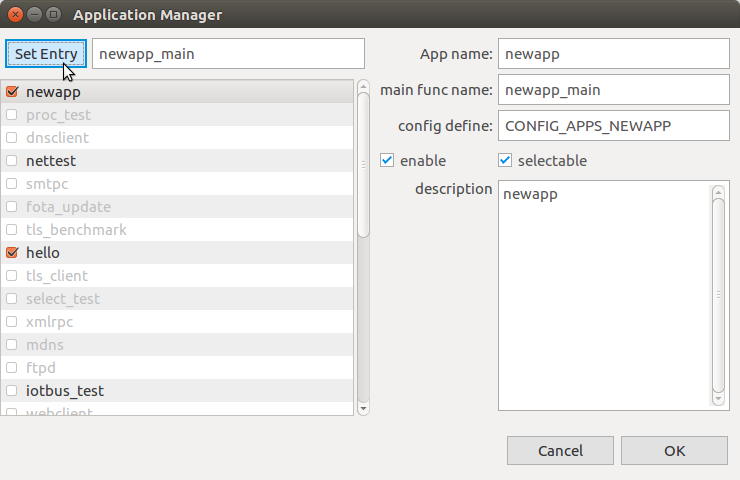 Application Manager
Set Entry
newapp_main
newapp
proc_test
dnsclient
nettest
smtpc
fota_update
tls_benchmark
hello
tls_client
select_test
xmlrpc
mdns
ftpd
iotbus_test
webclient
App name: newapp
main func name: newapp_main
config define: CONFIG_APPS_NEWAPP
enable
selectable
description
newapp
Cancel
OK